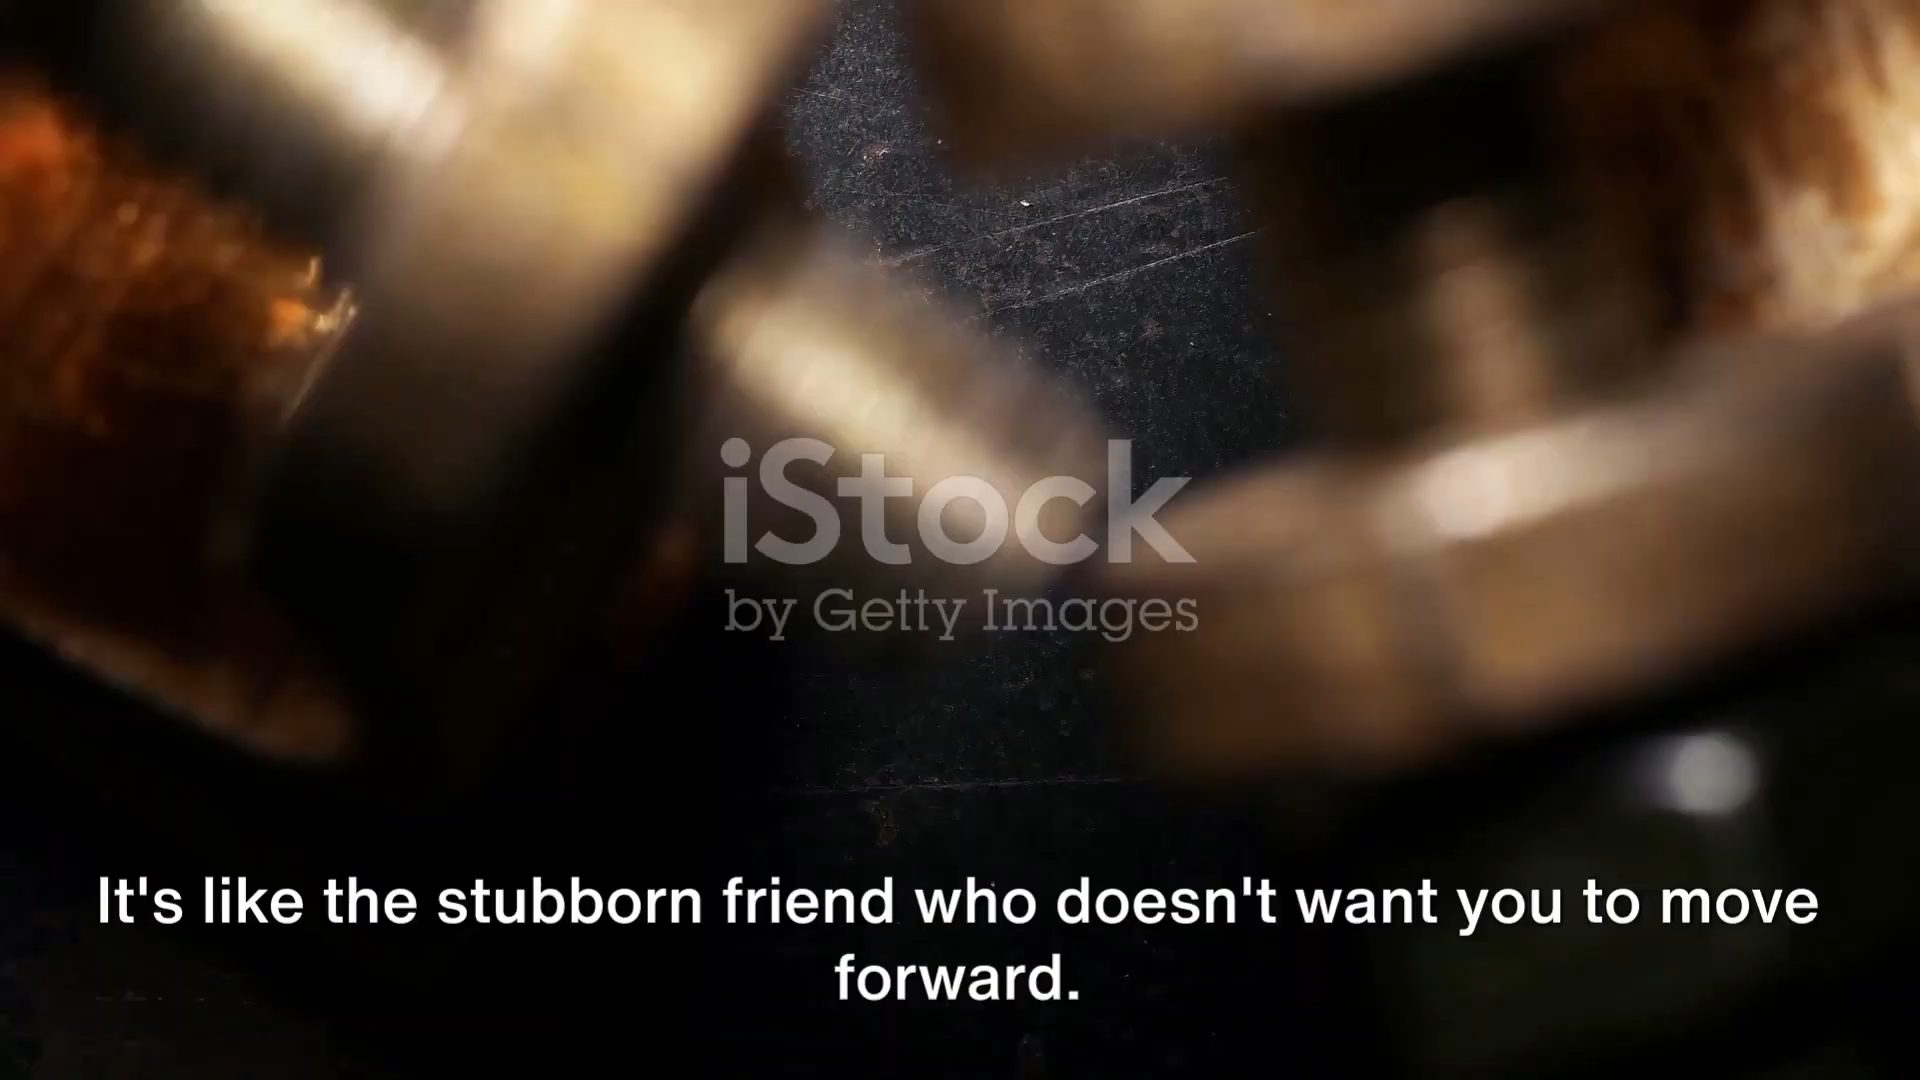 iStock
by Getty Images
It's like the stubborn friend who doesn't want you to move
forward.